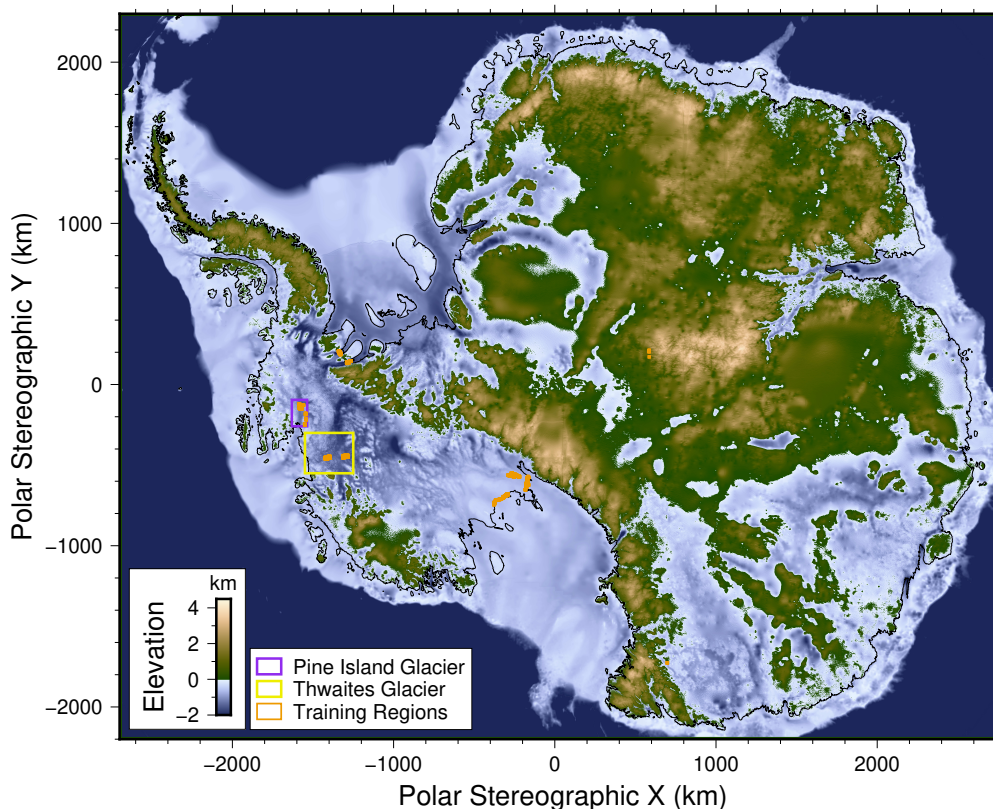 2000
1000
0
−1000
−2000
Polar Stereographic Y (km)
km
4
2
0
−2
Elevation
Pine Island Glacier
Thwaites Glacier
Training Regions
−2000
−1000
0
1000
2000
Polar Stereographic X (km)